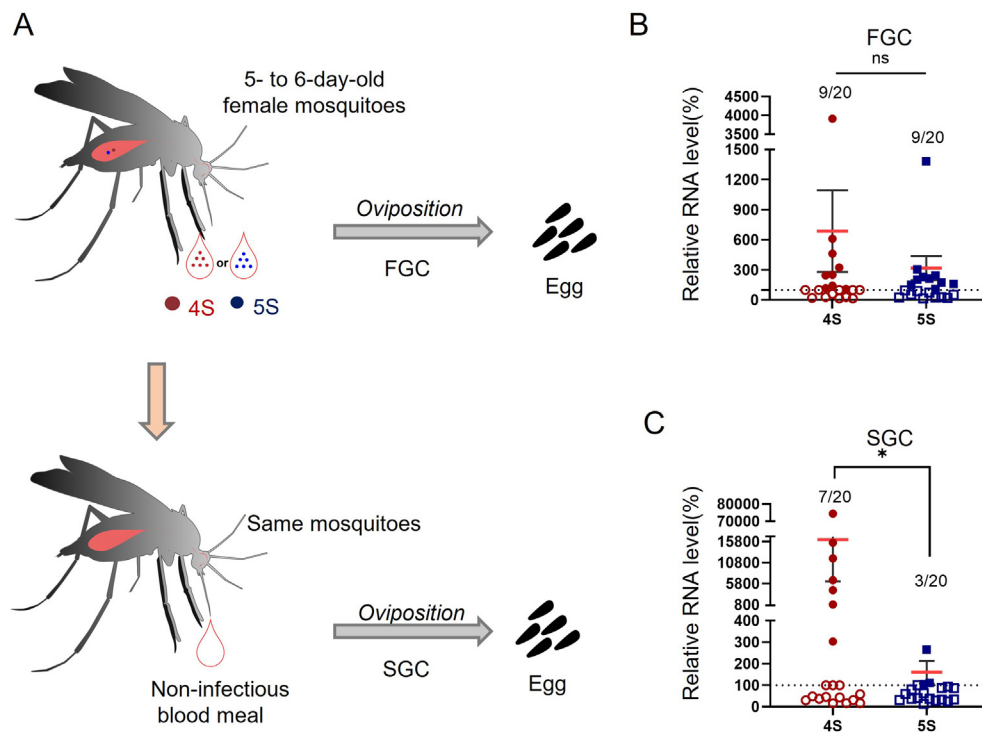 A
5- to 6-day-old
female mosquitoes
or
4S
5S
Oviposition
FGC
Egg
Same mosquitoes
Non-infectious
blood meal
Oviposition
SGC
Egg
B
FGC
ns
9/20
9/20
Relative RNA level(%)
4500
4000
3500
1500
1200
900
600
300
0
4S
5S
C
SGC
*
7/20
3/20
Relative RNA level(%)
80000
70000
15800
10800
5800
800
400
300
200
100
0
4S
5S